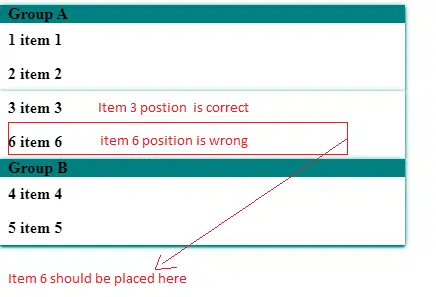 Group A
1 item 1
2 item 2
3 item 3 Item 3 postion is correct
6 item 6 item 6 position is wrong
Group B
4 item 4
5 item 5
Item 6 should be placed here